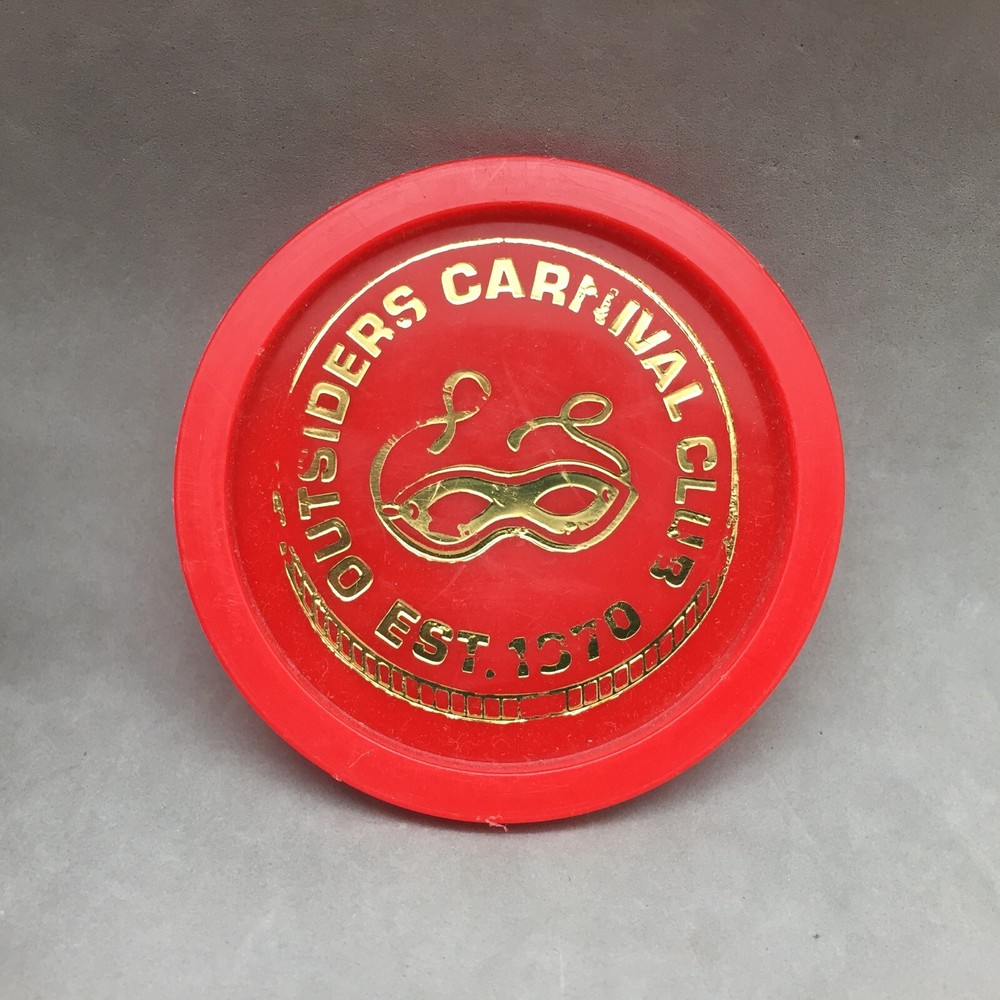 OUTSIDERS CARNIVAL CLUB
EST. 1970